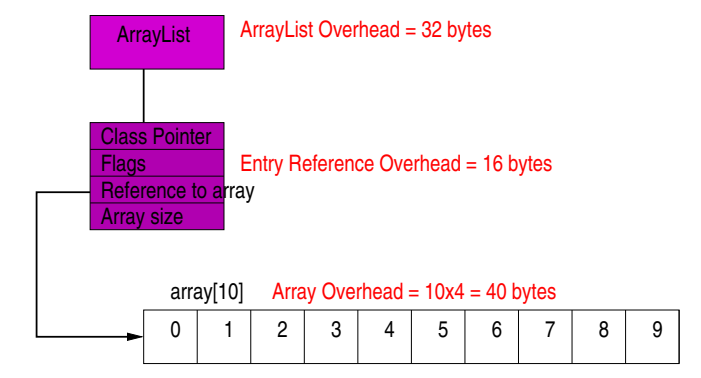 ArrayList
ArrayList Overhead = 32 bytes
Class Pointer
Flags
Entry Reference Overhead = 16 bytes
Reference to array
Array size
array[10]
Array Overhead = 10x4 = 40 bytes
0 1 2 3 4 5 6 7 8 9